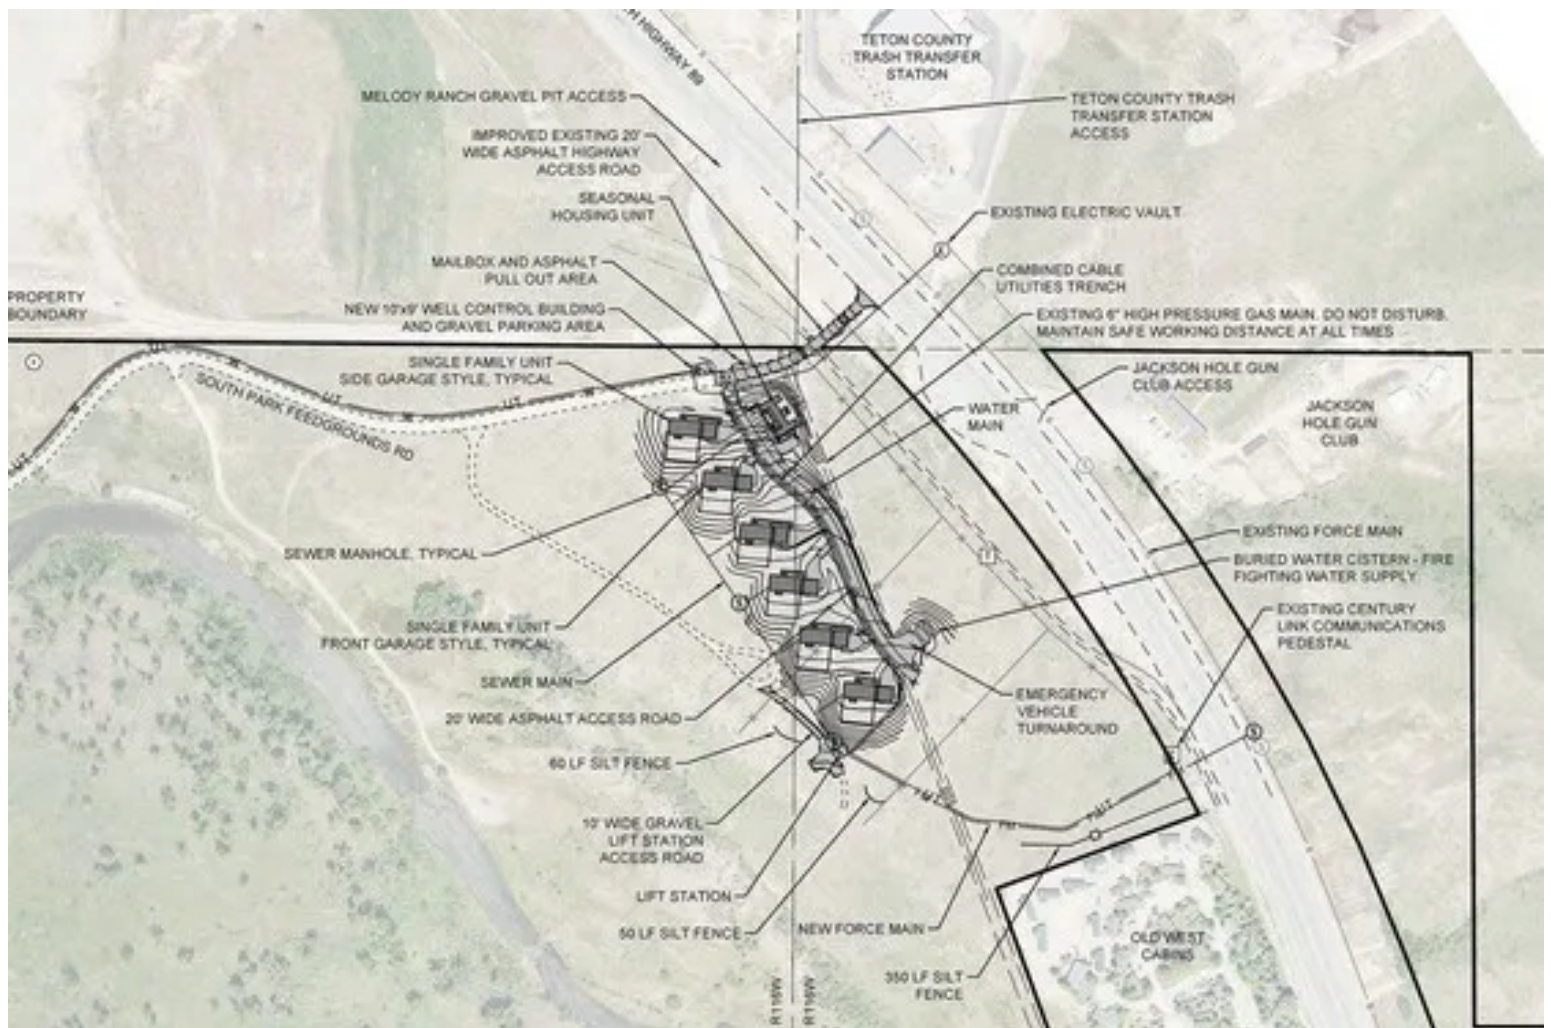 H HIGHWAY 89
TETON COUNTY
TRASH TRANSFER
STATION
MELODY RANCH GRAVEL PIT ACCESS
TETON COUNTY TRASH
TRANSFER STATION
ACCESS
IMPROVED EXISTING 20'
WIDE ASPHALT HIGHWAY
ACCESS ROAD
SEASONAL
HOUSING UNIT
EXISTING ELECTRIC VAULT
MAILBOX AND ASPHALT
PULL OUT AREA
COMBINED CABLE
UTILITIES TRENCH
PROPERTY
BOUNDARY
NEW 10'x9' WELL CONTROL BUILDING
AND GRAVEL PARKING AREA
EXISTING 6" HIGH PRESSURE GAS MAIN. DO NOT DISTURB.
MAINTAIN SAFE WORKING DISTANCE AT ALL TIMES
SINGLE FAMILY UNIT
SIDE GARAGE STYLE, TYPICAL
JACKSON HOLE GUN
CLUB ACCESS
SOUTH PARK FEEDGROUNDS RD
WATER
MAIN
JACKSON
HOLE GUN
CLUB
SEWER MANHOLE, TYPICAL
EXISTING FORCE MAIN
BURIED WATER CISTERN - FIRE
FIGHTING WATER SUPPLY
SINGLE FAMILY UNIT
FRONT GARAGE STYLE, TYPICAL
EXISTING CENTURY
LINK COMMUNICATIONS
PEDESTAL
SEWER MAIN
20' WIDE ASPHALT ACCESS ROAD
EMERGENCY
VEHICLE
TURNAROUND
60 LF SILT FENCE
10' WIDE GRAVEL
LIFT STATION
ACCESS ROAD
LIFT STATION
50 LF SILT FENCE
NEW FORCE MAIN
350 LF SILT
FENCE
OLD WEST
CABINS
R116W
R116W